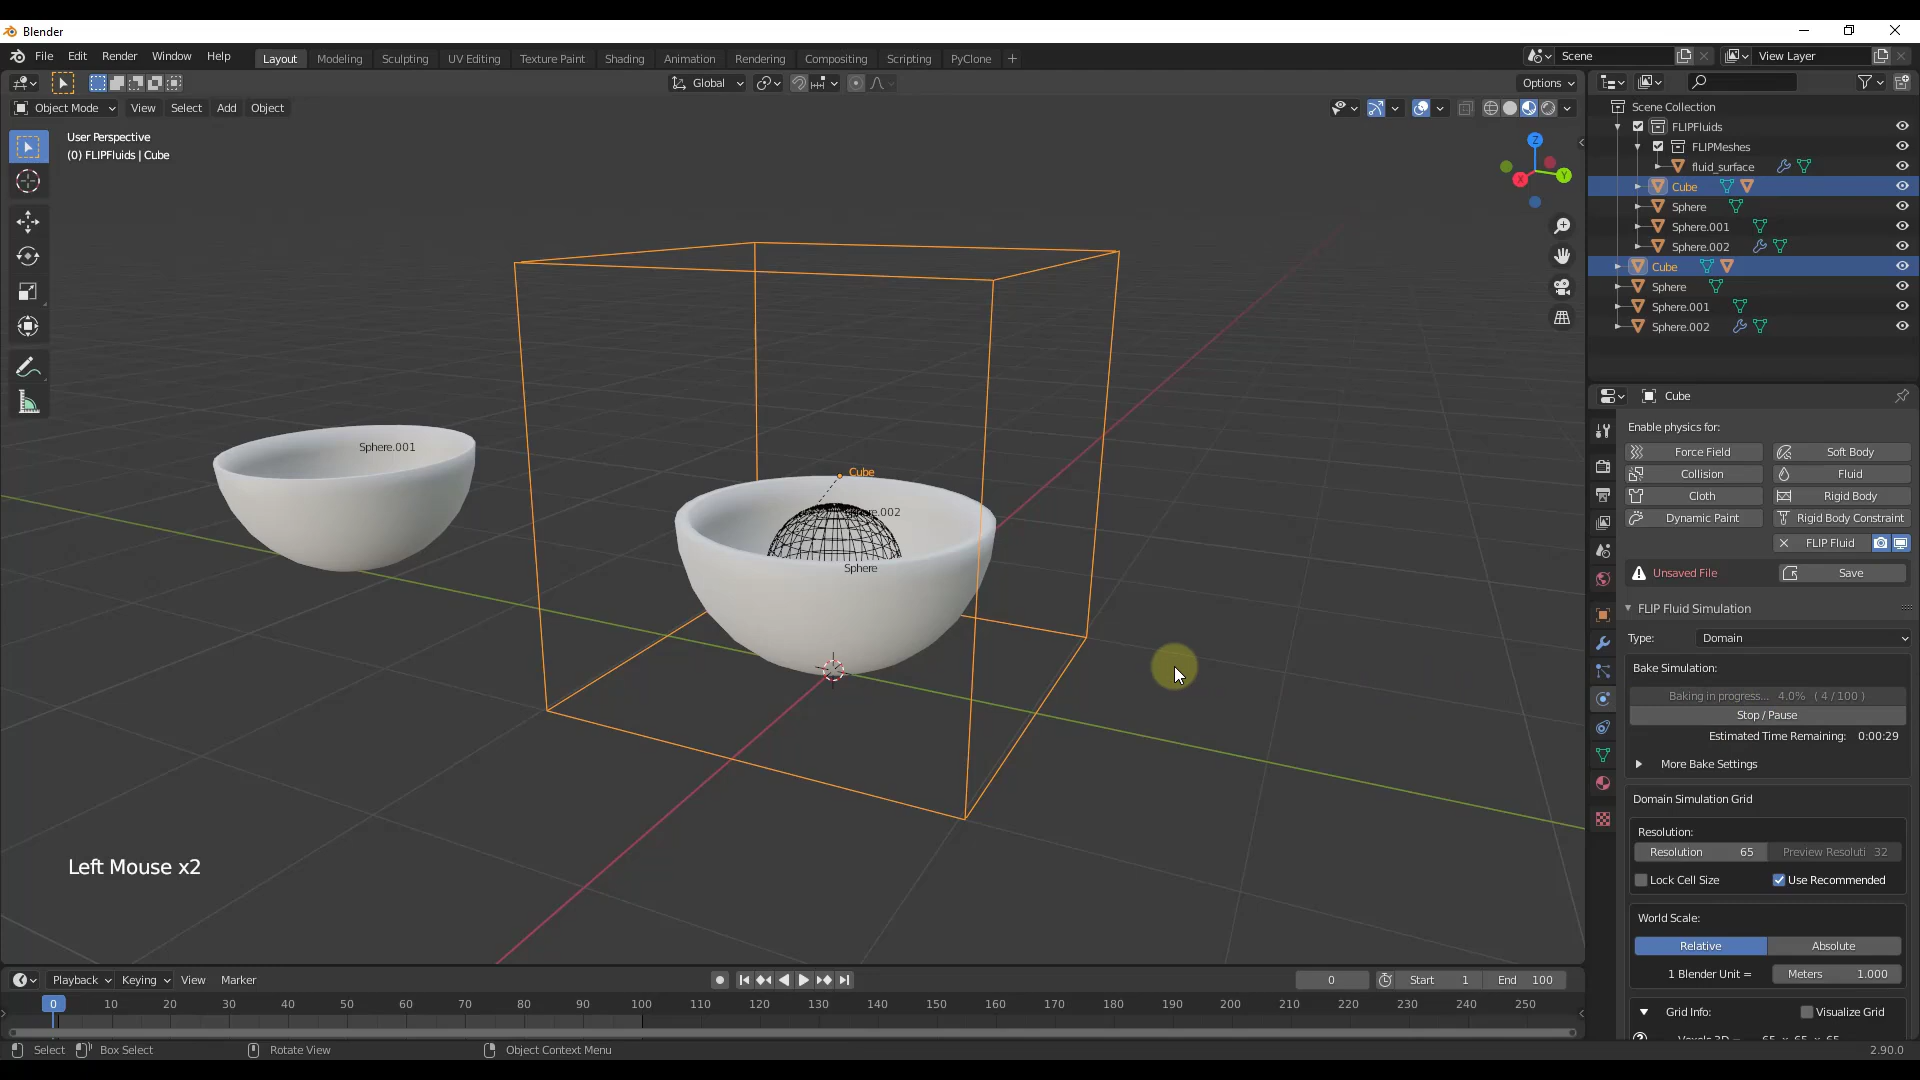 Blender
File Edit Render Window Help
Layout Modeling Sculpting UV Editing Texture Paint Shading Animation Rendering Compositing Scripting PyClone +
Scene
View Layer
Global
Options
Object Mode View Select Add Object
User Perspective
(0) FLIPFluids | Cube
Z
Y
X
Sphere.001
Cube
Sphere
Left Mouse x2
Scene Collection
FLIPFluids
FLIPMeshes
fluid_surface
Cube
Sphere
Sphere.001
Sphere.002
Cube
Sphere
Sphere.001
Sphere.002
Cube
Enable physics for:
Force Field Soft Body
Collision Fluid
Cloth Rigid Body
Dynamic Paint Rigid Body Constraint
FLIP Fluid
Unsaved File Save
FLIP Fluid Simulation
Type: Domain
Bake Simulation:
Baking in progress... 4.0% ( 4 / 100 )
Stop / Pause
Estimated Time Remaining: 0:00:29
More Bake Settings
Domain Simulation Grid
Resolution:
Resolution 65 Preview Resoluti 32
Lock Cell Size Use Recommended
World Scale:
Relative Absolute
1 Blender Unit = Meters 1.000
Grid Info: Visualize Grid
Playback Keying View Marker
0 Start 1 End 100
0 10 20 30 40 50 60 70 80 90 100 110 120 130 140 150 160 170 180 190 200 210 220 230 240 250
Select Box Select Rotate View Object Context Menu
2.90.0